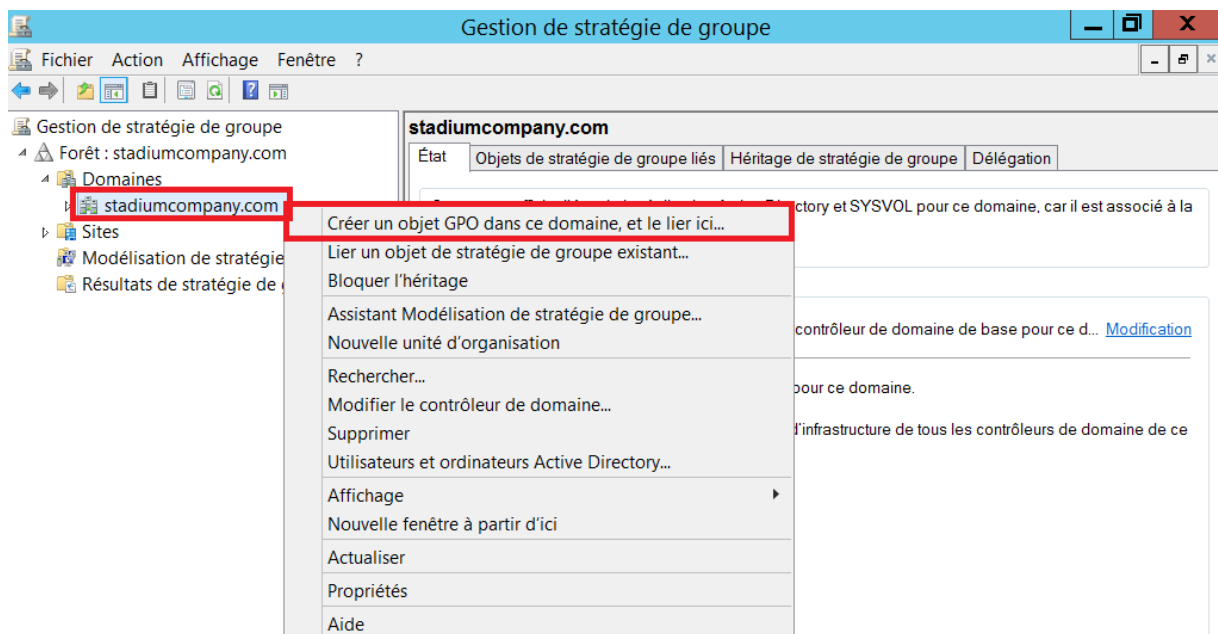 Gestion de stratégie de groupe
Fichier Action Affichage Fenêtre ?
Gestion de stratégie de groupe
Forêt : stadiumcompany.com
Domaines
stadiumcompany.com
Sites
Modélisation de stratégie
Résultats de stratégie de
stadiumcompany.com
État
Objets de stratégie de groupe liés
Héritage de stratégie de groupe
Délégation
ctory et SYSVOL pour ce domaine, car il est associé à la
contrôleur de domaine de base pour ce d... Modification
pour ce domaine.
d'infrastructure de tous les contrôleurs de domaine de ce
Créer un objet GPO dans ce domaine, et le lier ici...
Lier un objet de stratégie de groupe existant...
Bloquer l'héritage
Assistant Modélisation de stratégie de groupe...
Nouvelle unité d'organisation
Rechercher...
Modifier le contrôleur de domaine...
Supprimer
Utilisateurs et ordinateurs Active Directory...
Affichage
Nouvelle fenêtre à partir d'ici
Actualiser
Propriétés
Aide